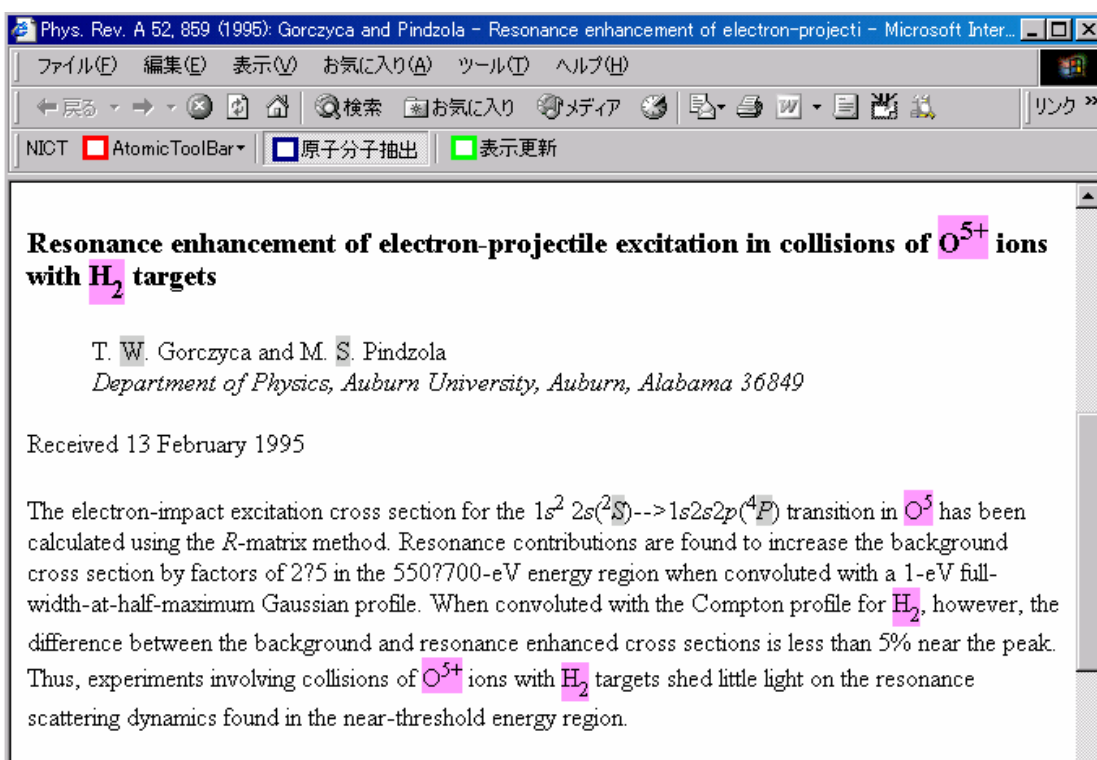 Phys. Rev. A 52, 859 (1995): Gorczyca and Pindzola - Resonance enhancement of electron-projecti - Microsoft Inter...
ファイル(F) 編集(E) 表示(V) お気に入り(A) ツール(T) ヘルプ(H)
戻る 検索 お気に入り メディア リンク »
NICT AtomicToolBar 原子分子抽出 表示更新
Resonance enhancement of electron-projectile excitation in collisions of O⁵⁺ ions
with H₂ targets
T. W. Gorczyca and M. S. Pindzola
Department of Physics, Auburn University, Auburn, Alabama 36849
Received 13 February 1995
The electron-impact excitation cross section for the 1s² 2s(²S)-->1s2s2p(⁴P) transition in O⁵ has been
calculated using the R-matrix method. Resonance contributions are found to increase the background
cross section by factors of 2?5 in the 550?700-eV energy region when convoluted with a 1-eV full-
width-at-half-maximum Gaussian profile. When convoluted with the Compton profile for H₂, however, the
difference between the background and resonance enhanced cross sections is less than 5% near the peak.
Thus, experiments involving collisions of O⁵⁺ ions with H₂ targets shed little light on the resonance
scattering dynamics found in the near-threshold energy region.